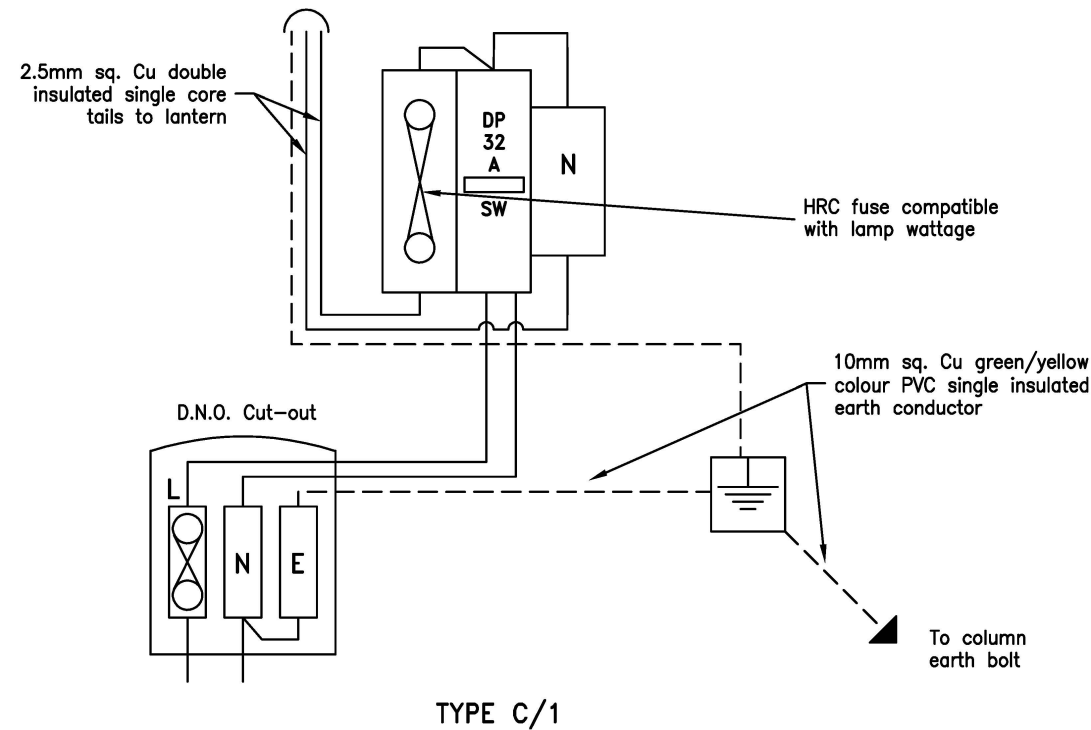 2.5mm sq. Cu double
insulated single core
tails to lantern
DP
32
A
SW
N
HRC fuse compatible
with lamp wattage
10mm sq. Cu green/yellow
colour PVC single insulated
earth conductor
D.N.O. Cut-out
L
N
E
To column
earth bolt
TYPE C/1